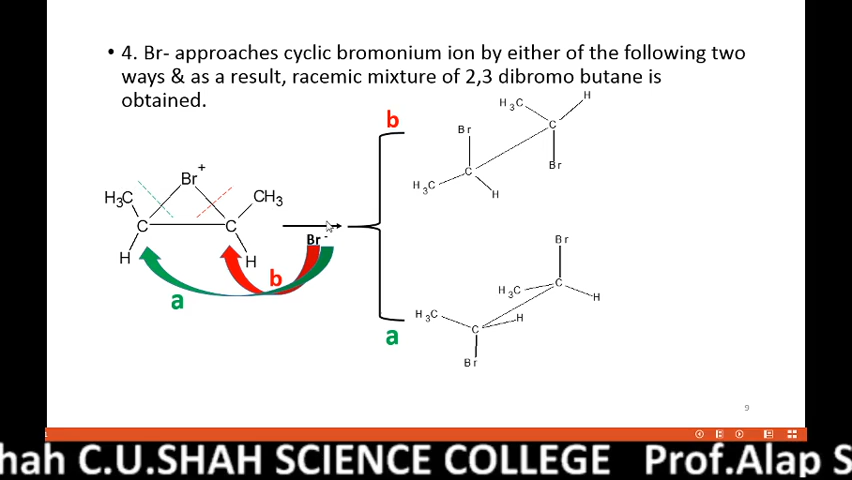 • 4. Br- approaches cyclic bromonium ion by either of the following two
ways & as a result, racemic mixture of 2,3 dibromo butane is
obtained.
b
H3C
H
C
Br
Br
H3C
C
H
Br+
H3C
CH3
C
C
H
H
Br-
b
a
Br
H3C
C
H
H3C
C
H
Br
a
9
hah C.U.SHAH SCIENCE COLLEGE Prof.Alap S